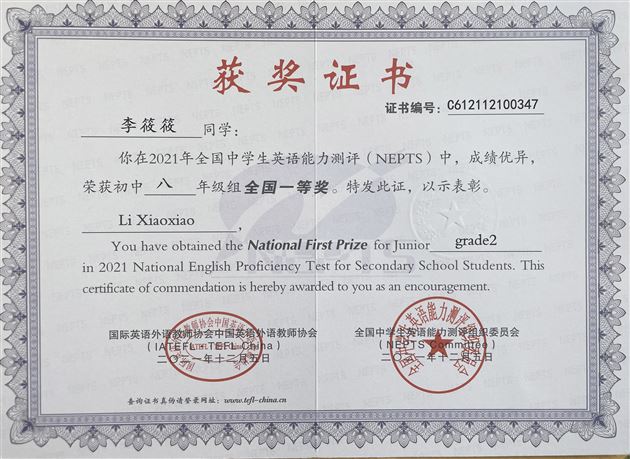 获奖证书
证书编号：C612112100347
李筱筱 同学：
你在2021年全国中学生英语能力测评（NEPTS）中，成绩优异，
荣获初中 八 年级组全国一等奖。特发此证，以示表彰。
Li Xiaoxiao，
You have obtained the National First Prize for Junior grade2
in 2021 National English Proficiency Test for Secondary School Students. This
certificate of commendation is hereby awarded to you as an encouragement.
国际英语外语教师协会中国英语外语教师协会
（IATEFL · TEFL China）
二〇二一年十二月五日
全国中学生英语能力测评组织委员会
（NEPTS Committee）
二〇二一年十二月五日
查询证书真伪请登录网址：www.tefl-china.cn